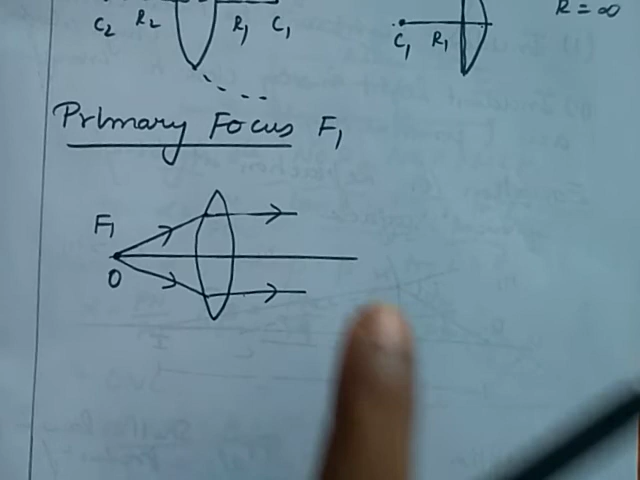 C₂ R₂ R₁ C₁
C₁ R₁
R = ∞
Primary Focus F₁
F₁
O